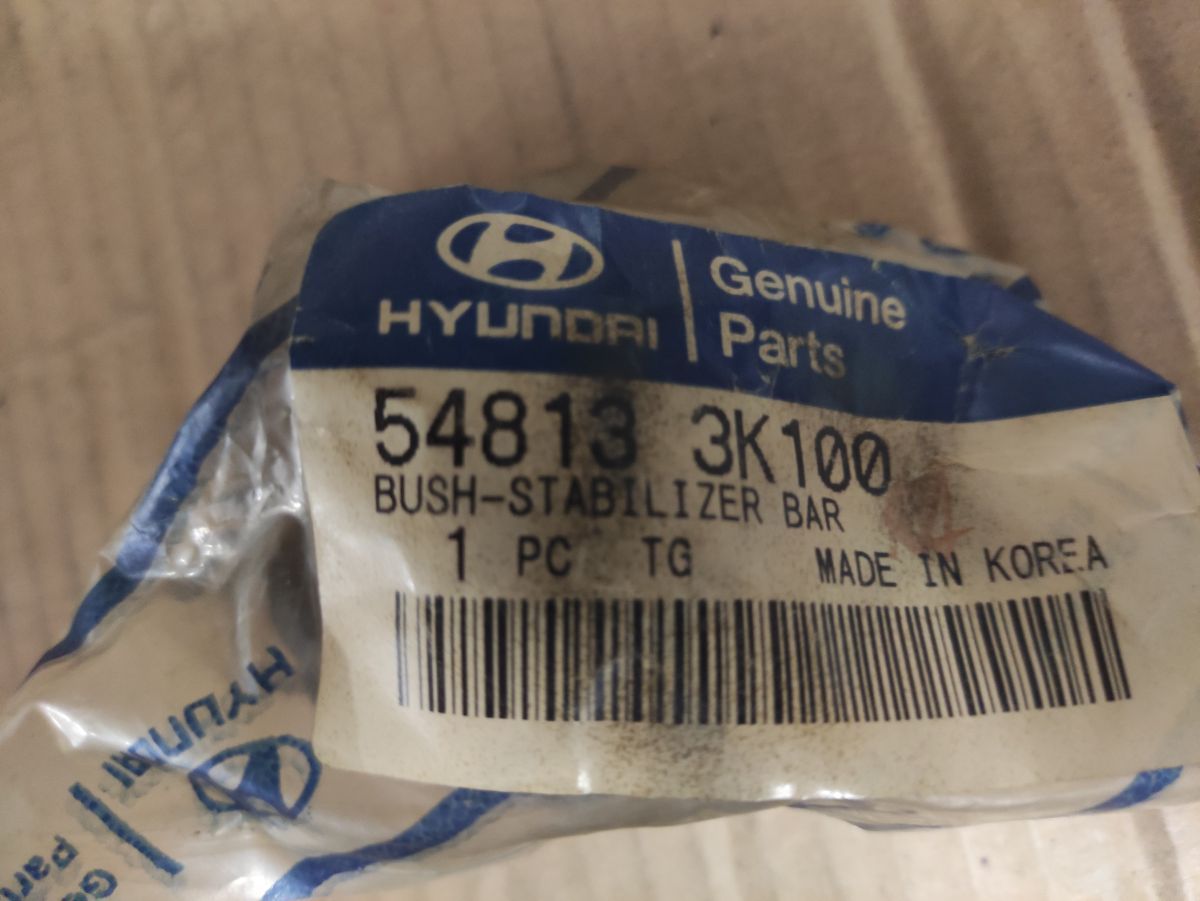 HYUNDAI
Genuine
Parts
54813 3K100
BUSH-STABILIZER BAR
1 PC TG MADE IN KOREA
HYUNDAI